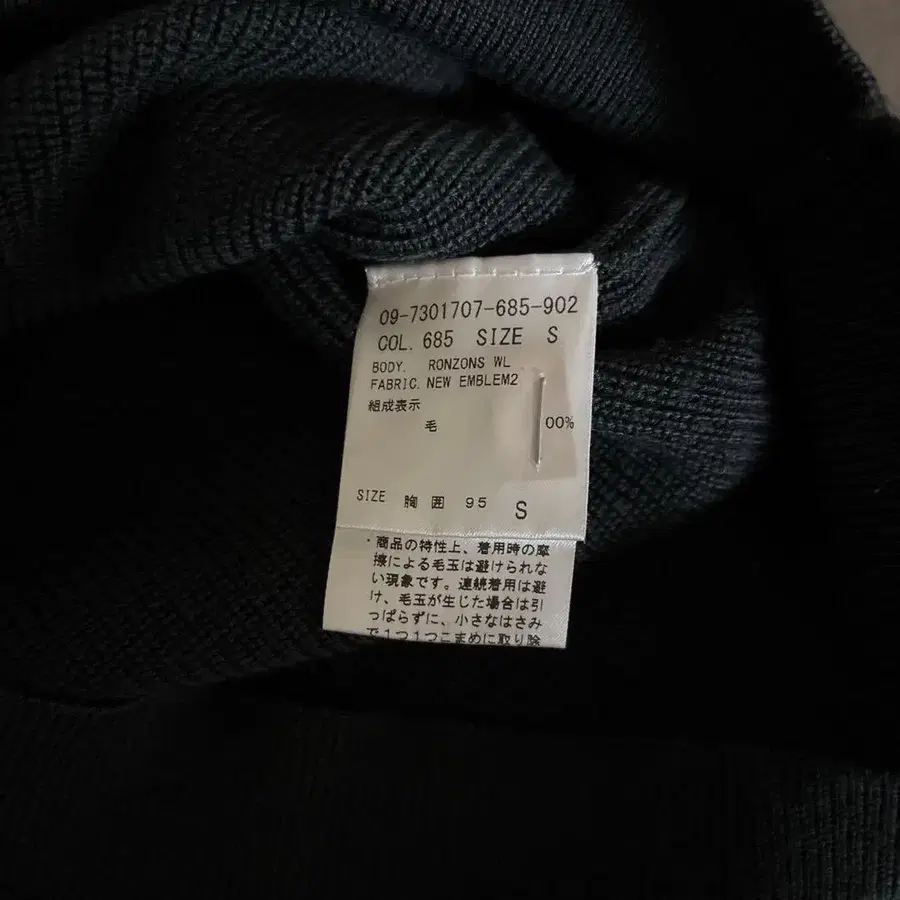 09-7301707-685-902
COL. 685 SIZE S
BODY. RONZONS WL
FABRIC. NEW EMBLEM2
組成表示
毛 00%
SIZE 胸囲 95 S
・商品の特性上、着用時の摩
擦による毛玉は避けられな
い現象です。連続着用は避
け、毛玉が生じた場合は引
っぱらずに、小さなはさみ
で1つ1つこまめに取り除